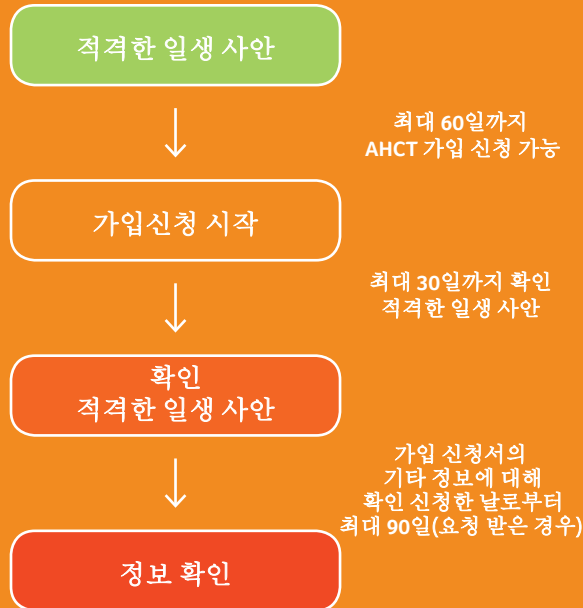 적격한 일생 사안
최대 60일까지
AHCT 가입 신청 가능
가입신청 시작
최대 30일까지 확인
적격한 일생 사안
확인
적격한 일생 사안
가입 신청서의
기타 정보에 대해
확인 신청한 날로부터
최대 90일(요청 받은 경우)
정보 확인